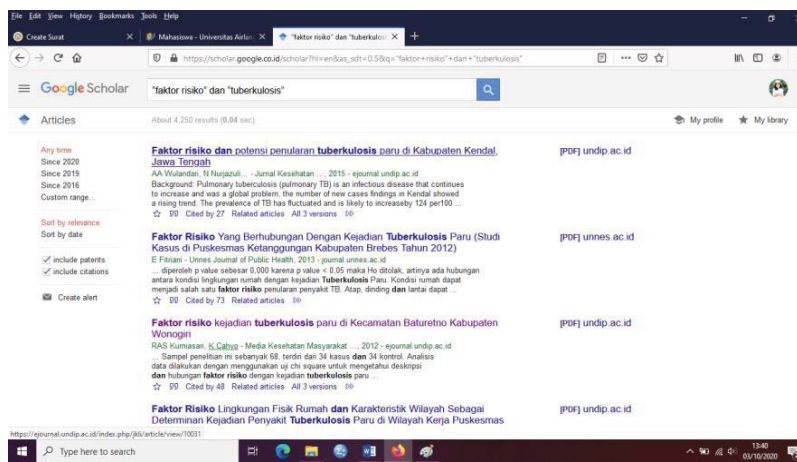 File Edit View History Bookmarks Tools Help
Create Surat
Mahasiswa - Universitas Airlan
"faktor risiko" dan "tuberkulos
https://scholar.google.co.id/scholar?hl=en&as_sdt=0.5&q="faktor+risiko"+dan+"tuberkulosis"
Google Scholar
"faktor risiko" dan "tuberkulosis"
Articles
About 4,250 results (0.04 sec)
My profile
My library
Any time
Since 2020
Since 2019
Since 2016
Custom range...
Sort by relevance
Sort by date
include patents
include citations
Create alert
Faktor risiko dan potensi penularan tuberkulosis paru di Kabupaten Kendal,
Jawa Tengah
AA Wulandari, N Nurjazuli... - Jurnal Kesehatan ..., 2015 - ejournal.undip.ac.id
Background: Pulmonary tuberculosis (pulmonary TB) is an infectious disease that continues
to increase and was a global problem, the number of new cases findings in Kendal showed
a rising trend. The prevalence of TB has fluctuated and is likely to increaseby 124 per100 ...
Cited by 27 Related articles All 3 versions
[PDF] undip.ac.id
Faktor Risiko Yang Berhubungan Dengan Kejadian Tuberkulosis Paru (Studi
Kasus di Puskesmas Ketanggungan Kabupaten Brebes Tahun 2012)
E Fitriani - Unnes Journal of Public Health, 2013 - journal.unnes.ac.id
... diperoleh p value sebesar 0,000 karena p value < 0.05 maka Ho ditolak, artinya ada hubungan
antara kondisi lingkungan rumah dengan kejadian Tuberkulosis Paru. Kondisi rumah dapat
menjadi salah satu faktor risiko penularan penyakit TB. Atap, dinding dan lantai dapat ...
Cited by 73 Related articles
[PDF] unnes.ac.id
Faktor risiko kejadian tuberkulosis paru di Kecamatan Baturetno Kabupaten
Wonogiri
RAS Kurniasari, K Cahyo - Media Kesehatan Masyarakat ..., 2012 - ejournal.undip.ac.id
... Sampel penelitian ini sebanyak 68, terdiri dari 34 kasus dan 34 kontrol. Analisis
data dilakukan dengan menggunakan uji chi square untuk mengetahui deskripsi
dan hubungan faktor risiko dengan kejadian tuberkulosis paru ...
Cited by 48 Related articles All 3 versions
[PDF] undip.ac.id
Faktor Risiko Lingkungan Fisik Rumah dan Karakteristik Wilayah Sebagai
Determinan Kejadian Penyakit Tuberkulosis Paru di Wilayah Kerja Puskesmas
[PDF] undip.ac.id
https://ejournal.undip.ac.id/index.php/jkli/article/view/10031
Type here to search
13:40
03/10/2020